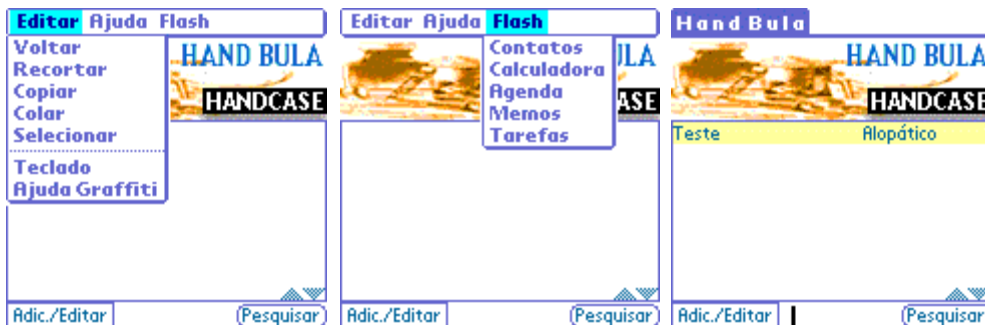 Editar Ajuda Flash
Voltar
Recortar
Copiar
Colar
Selecionar
Teclado
Ajuda Graffiti
HAND BULA
HANDCASE
Adic./Editar
Pesquisar
Editar Ajuda Flash
Contatos
Calculadora
Agenda
Memos
Tarefas
ULA
ASE
Adic./Editar
Pesquisar
Hand Bula
HAND BULA
HANDCASE
Teste Alopático
Adic./Editar
Pesquisar